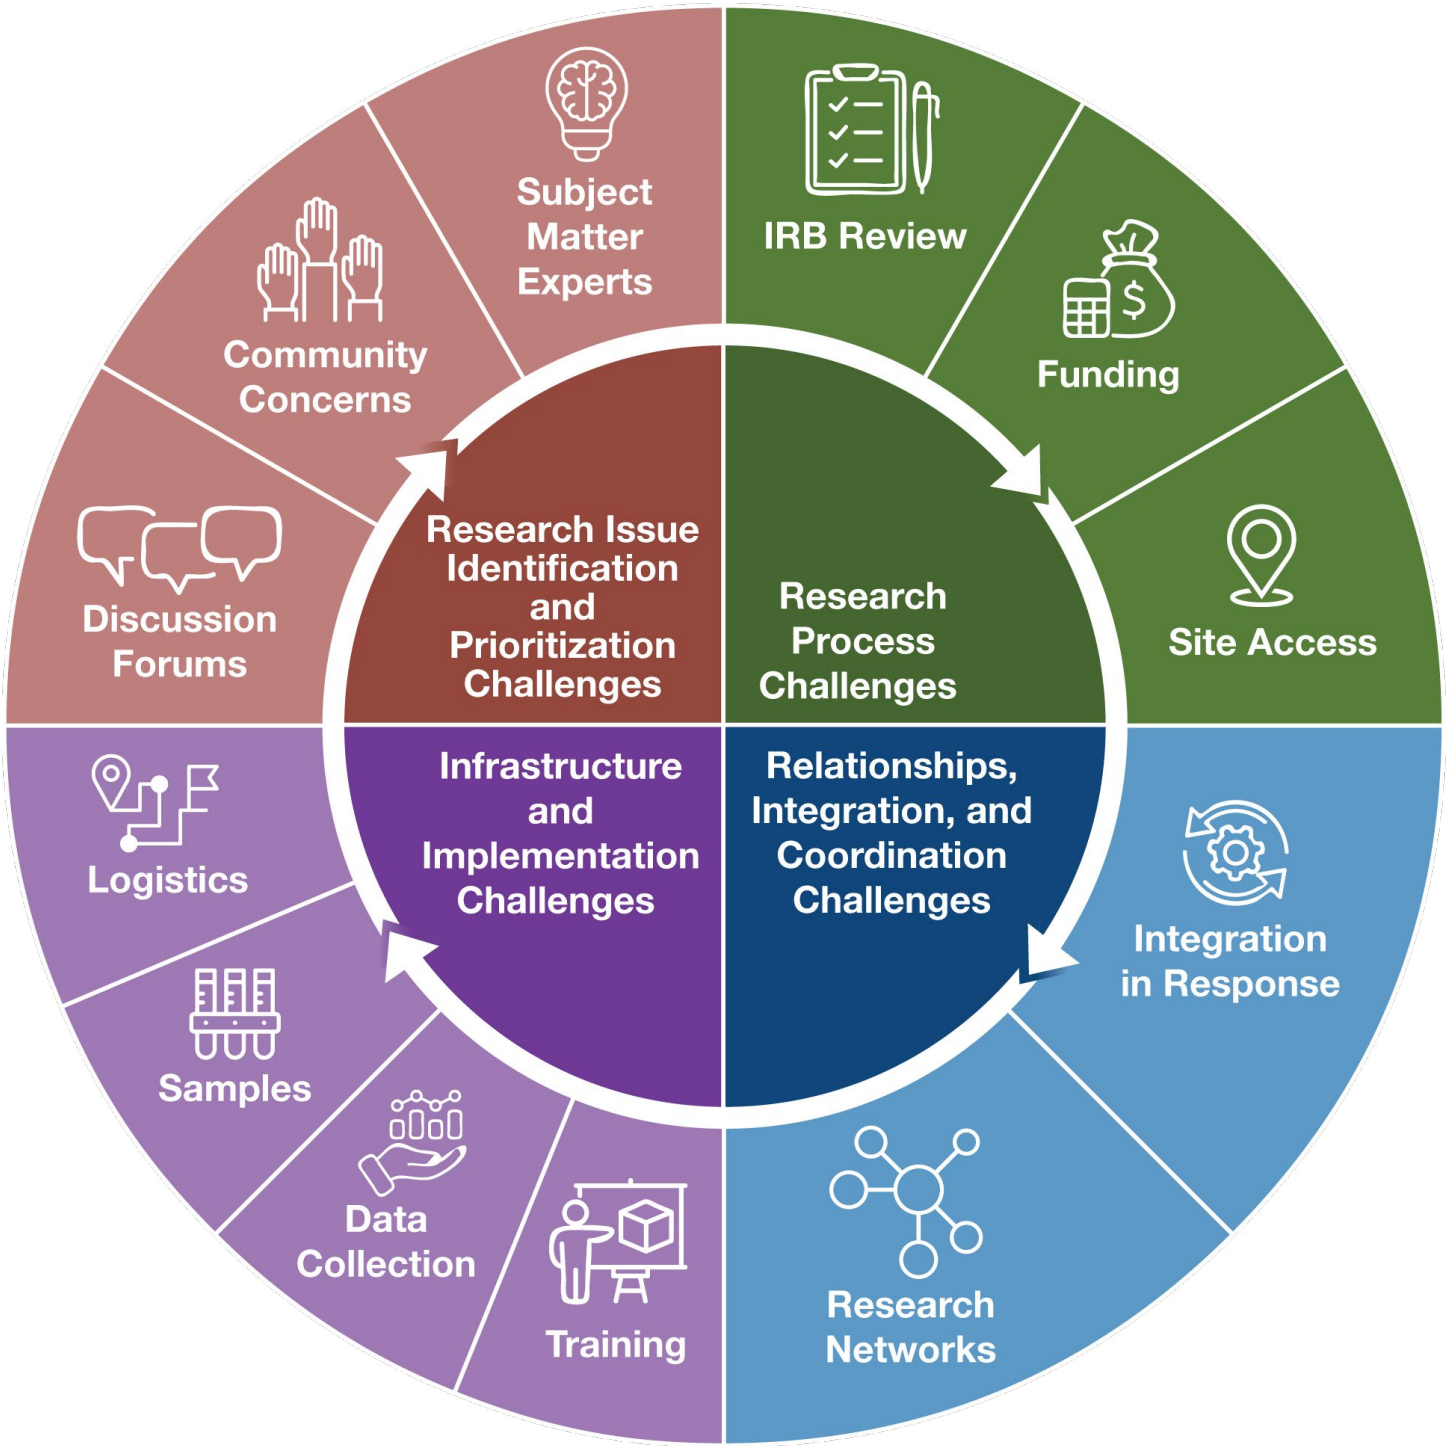 Subject
Matter
Experts
IRB Review
Community
Concerns
Funding
Discussion
Forums
Site Access
Research Issue
Identification
and
Prioritization
Challenges
Research
Process
Challenges
Infrastructure
and
Implementation
Challenges
Relationships,
Integration, and
Coordination
Challenges
Logistics
Integration
in Response
Samples
Data
Collection
Training
Research
Networks
$